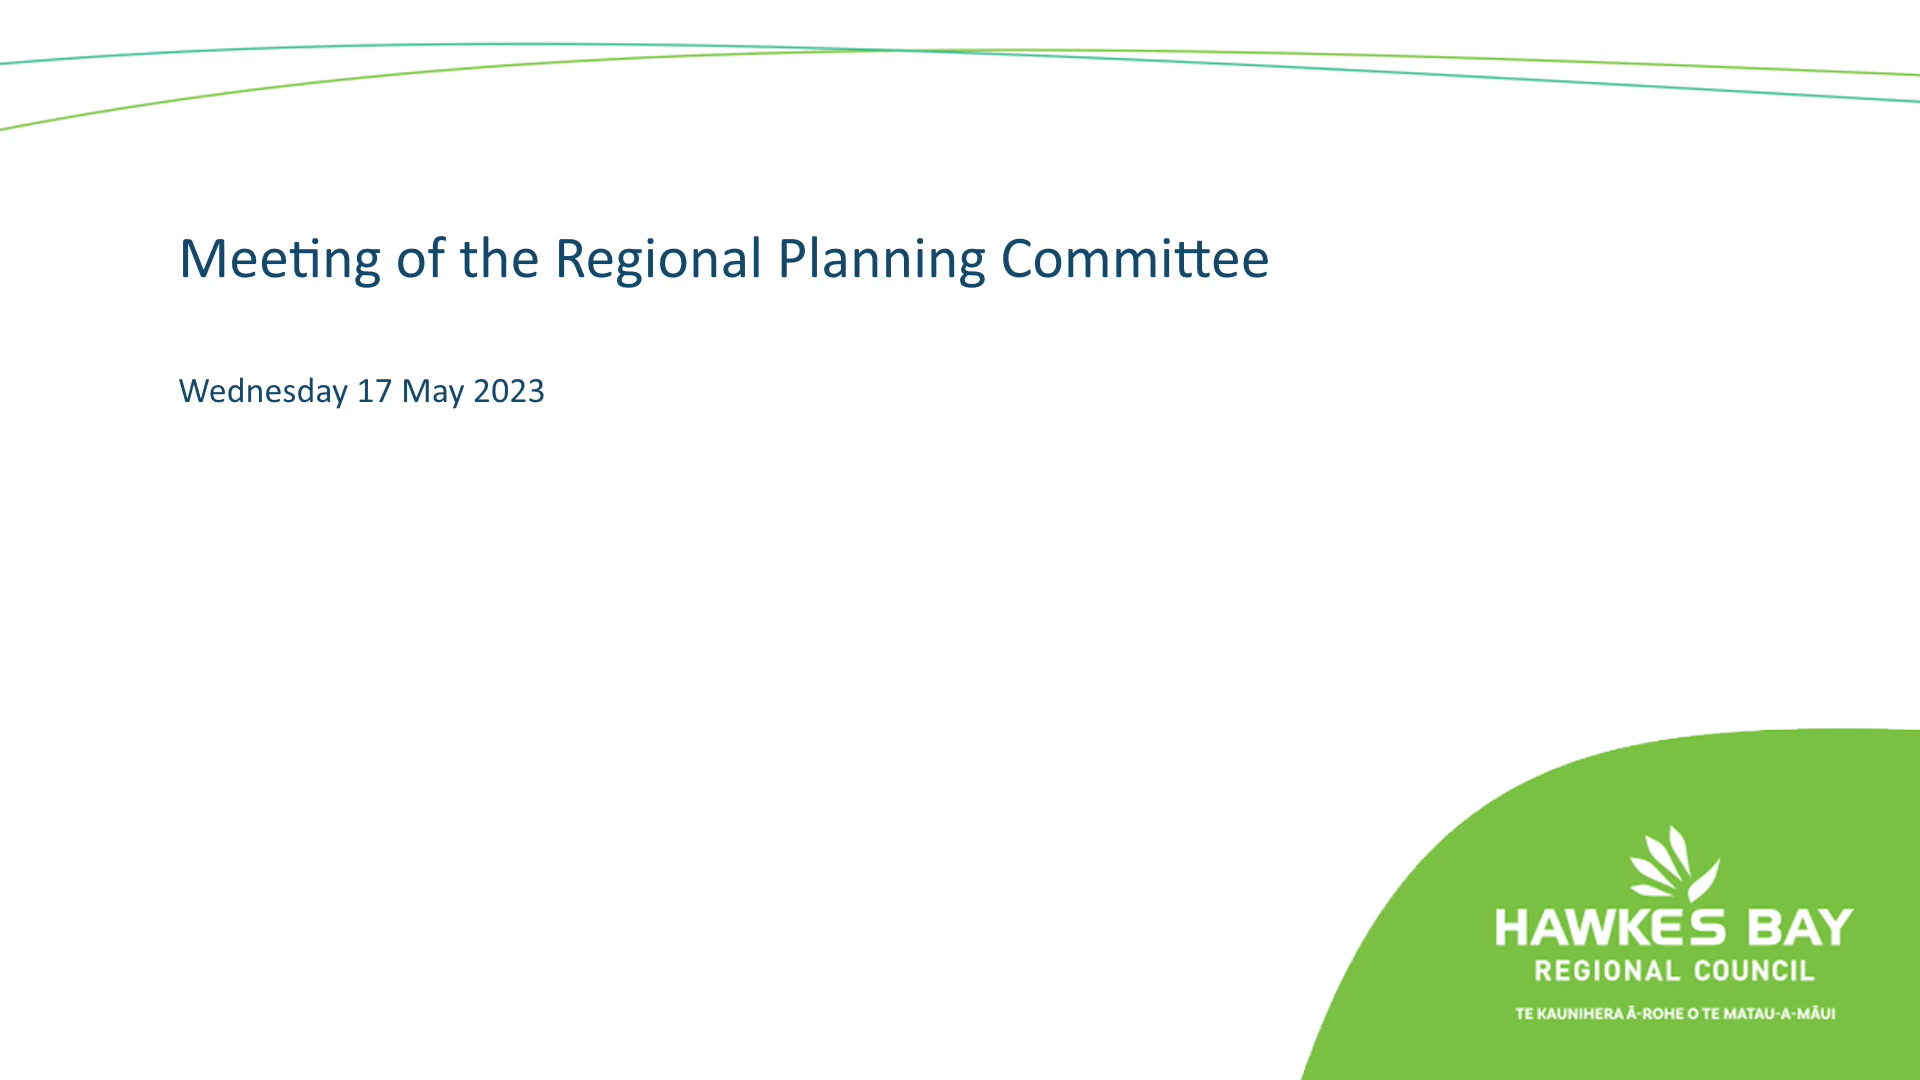 Meeting of the Regional Planning Committee
Wednesday 17 May 2023
HAWKES BAY
REGIONAL COUNCIL
TE KAUNIHERA Ā-ROHE O TE MATAU-A-MĀUI